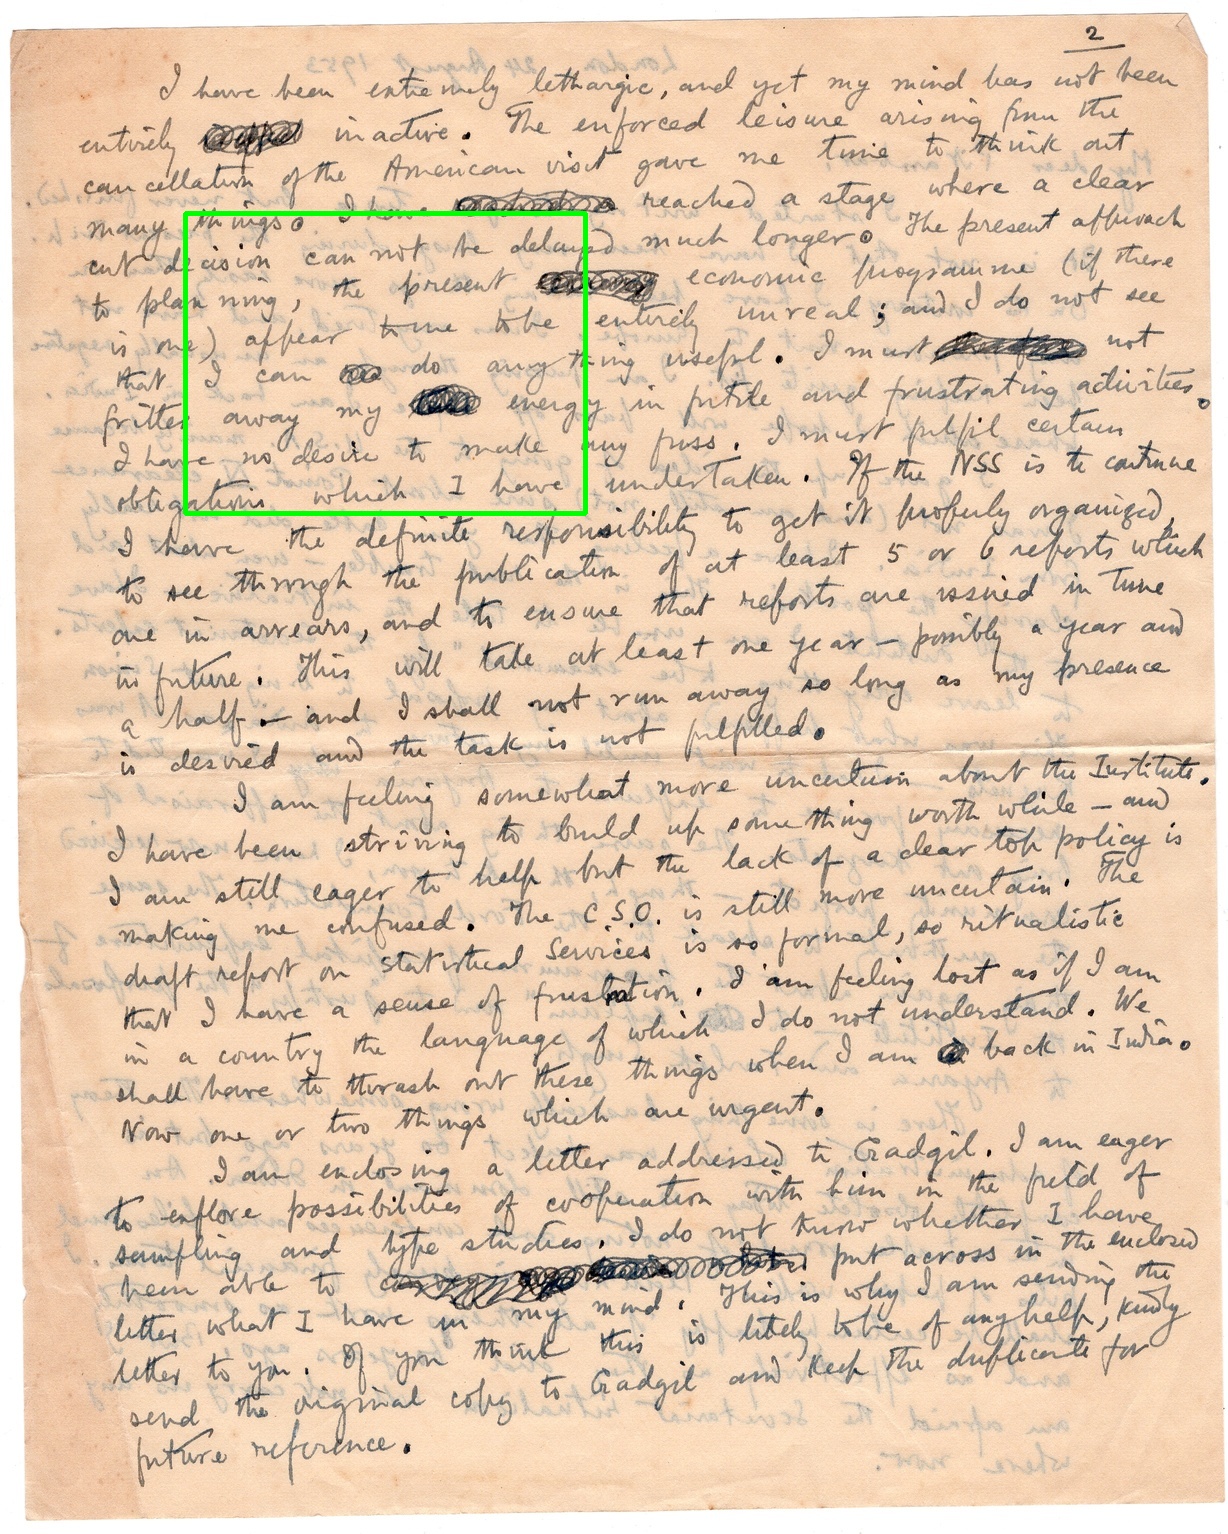 2
I have been extremely lethargic, and yet my mind has not been
entirely inactive. The enforced leisure arising from the
cancellation of the American visit gave me time to think out
many things. I have reached a stage where a clear
cut decision can not be delayed much longer. The present approach
to planning, the present economic programme (if there
is one) appear to me to be entirely unreal; and I do not see
that I can do any thing useful. I must not
fritter away my energy in futile and frustrating activities.
I have no desire to make any fuss. I must fulfil certain
obligations which I have undertaken. If the NSS is to continue
I have the definite responsibility to get it properly organized,
to see through the publication of at least 5 or 6 reports which
are in arrears, and to ensure that reports are issued in time
in future. This will take at least one year — possibly a year and
a half — and I shall not run away so long as my presence
is desired and the task is not fulfilled.
I am feeling somewhat more uncertain about the Institute.
I have been striving to build up some thing worth while — and
I am still eager to help but the lack of a clear top policy is
making me confused. The C.S.O. is still more uncertain. The
draft report on Statistical Services is so formal, so ritualistic
that I have a sense of frustration. I am feeling lost as if I am
in a country the language of which I do not understand. We
shall have to thrash out these things when I am back in India.
Now one or two things which are urgent.
I am enclosing a letter addressed to Gadgil. I am eager
to explore possibilities of cooperation with him in the field of
sampling and type studies. I do not know whether I have
been able to put across in the enclosed
letter what I have in my mind. This is why I am sending the
letter to you. If you think this is likely to be of any help, kindly
send the original copy to Gadgil and keep the duplicate for
future reference.